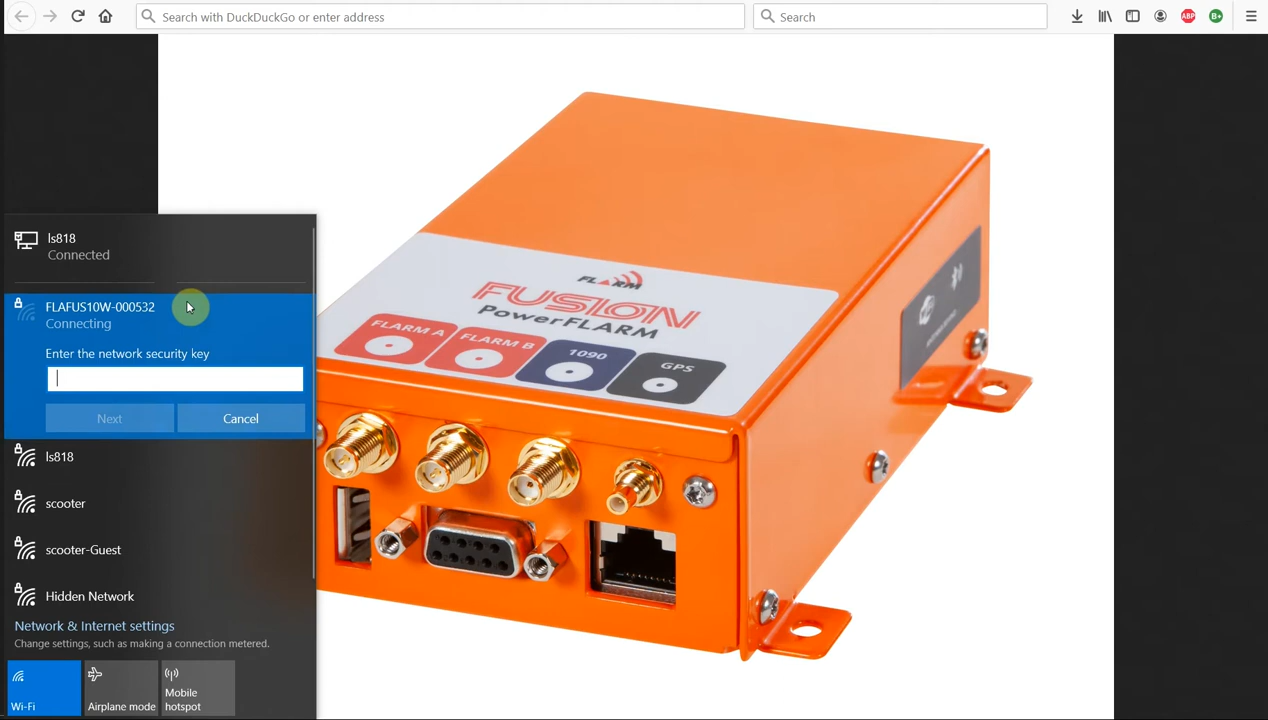 Search with DuckDuckGo or enter address
Search
ABP
B+
ls818
Connected
FLAFUS10W-000532
Connecting
Enter the network security key
Next
Cancel
ls818
scooter
scooter-Guest
Hidden Network
Network & Internet settings
Change settings, such as making a connection metered.
Wi-Fi
Airplane mode
Mobile
hotspot
FLARM
FUSION
PowerFLARM
FLARM A
FLARM B
1090
GPS